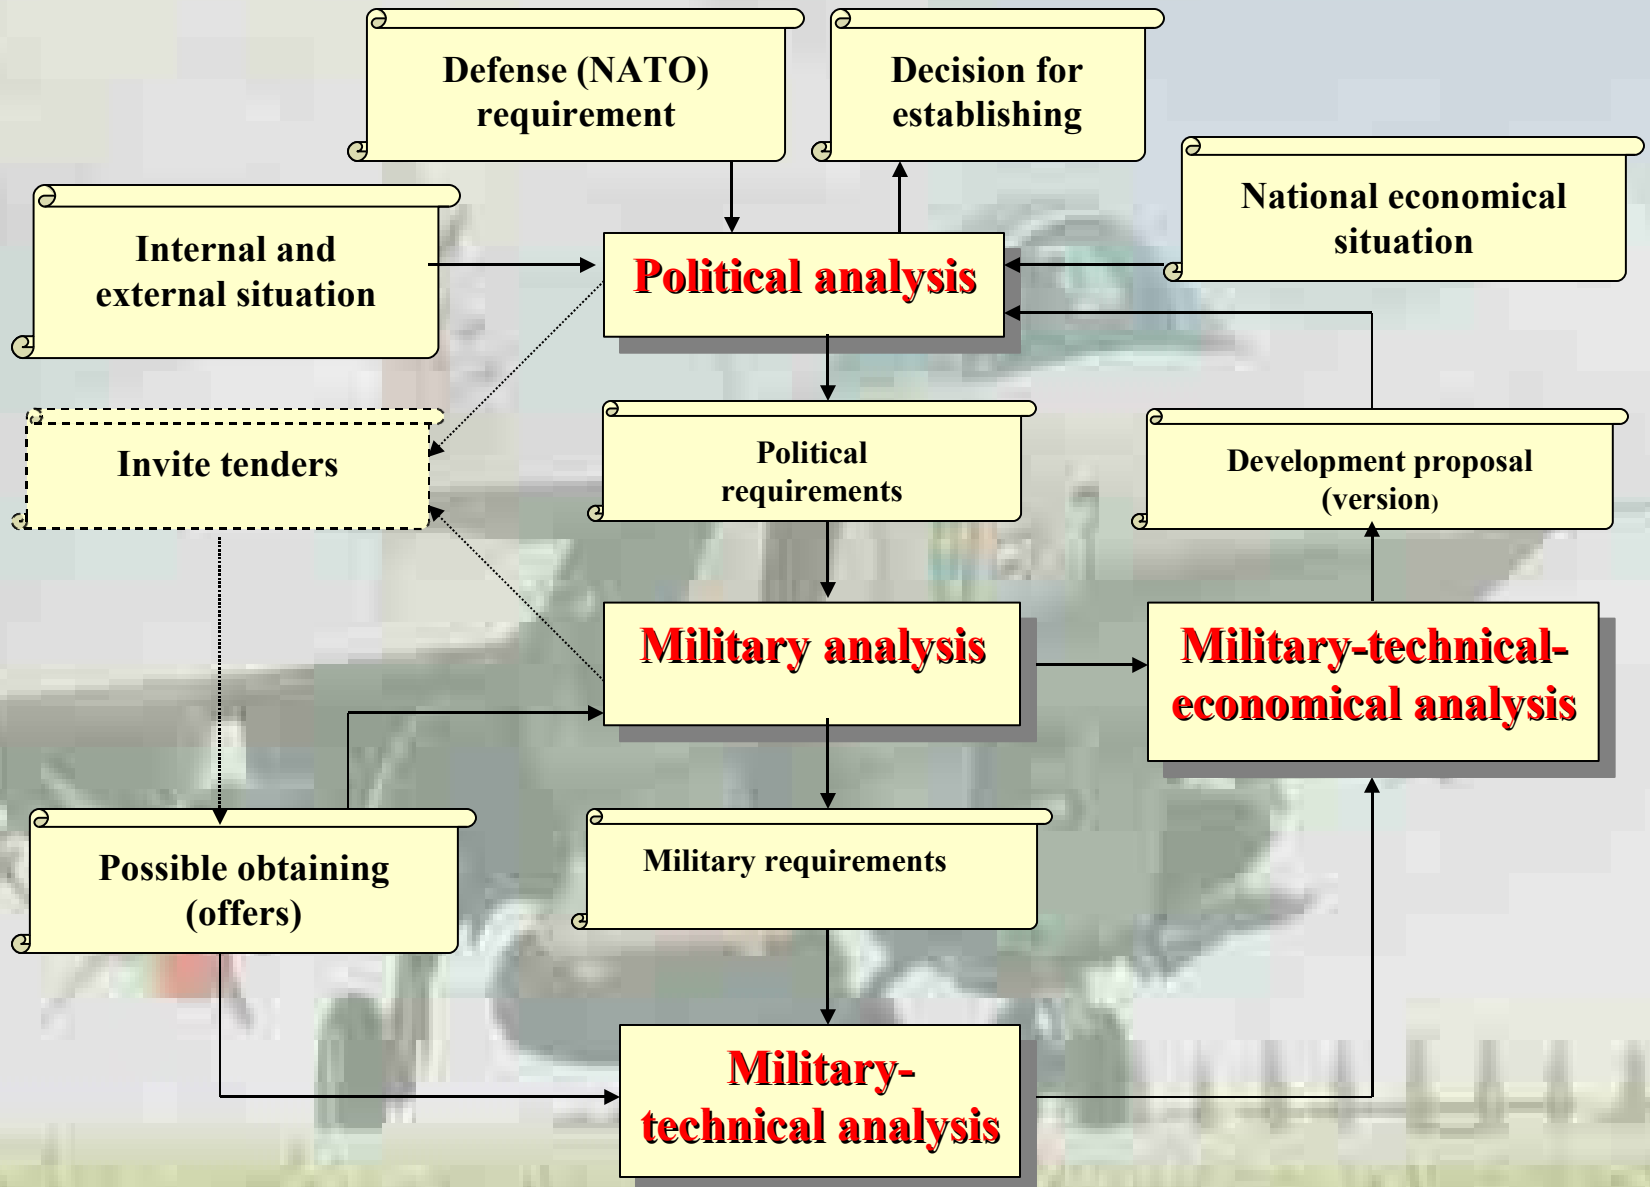 Defense (NATO)
requirement
Decision for
establishing
National economical
situation
Internal and
external situation
Political analysis
Invite tenders
Political
requirements
Development proposal
(version)
Military analysis
Military-technical-
economical analysis
Possible obtaining
(offers)
Military requirements
Military-
technical analysis